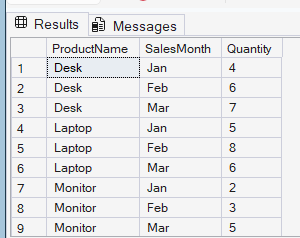 Results Messages
ProductName SalesMonth Quantity
1 Desk Jan 4
2 Desk Feb 6
3 Desk Mar 7
4 Laptop Jan 5
5 Laptop Feb 8
6 Laptop Mar 6
7 Monitor Jan 2
8 Monitor Feb 3
9 Monitor Mar 5